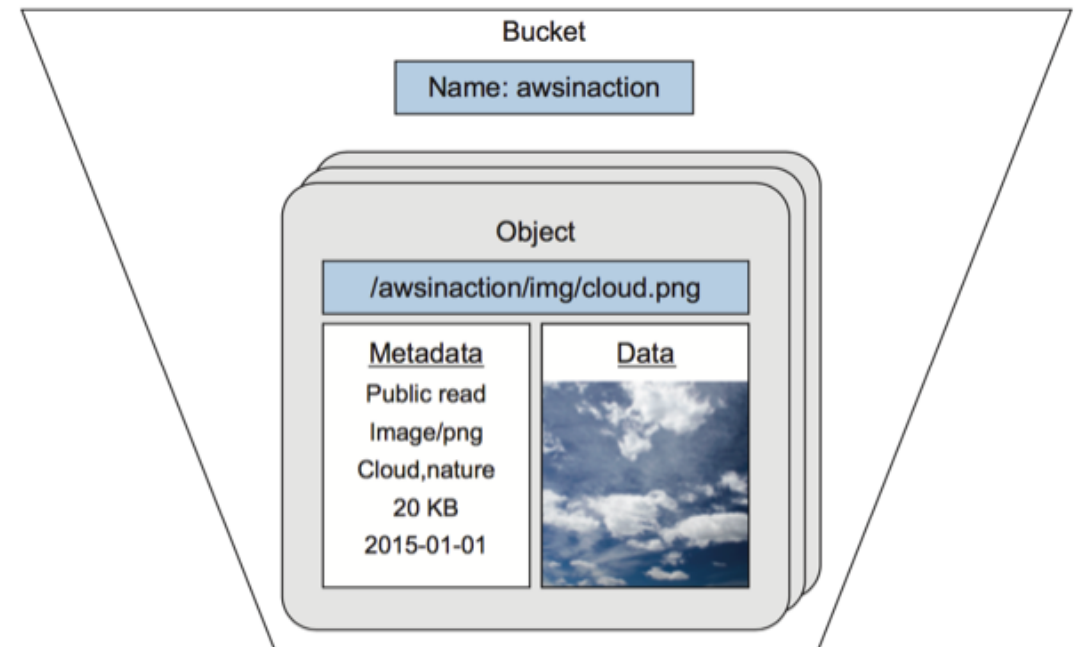 Bucket
Name: awsinaction
Object
/awsinaction/img/cloud.png
Metadata
Public read
Image/png
Cloud,nature
20 KB
2015-01-01
Data